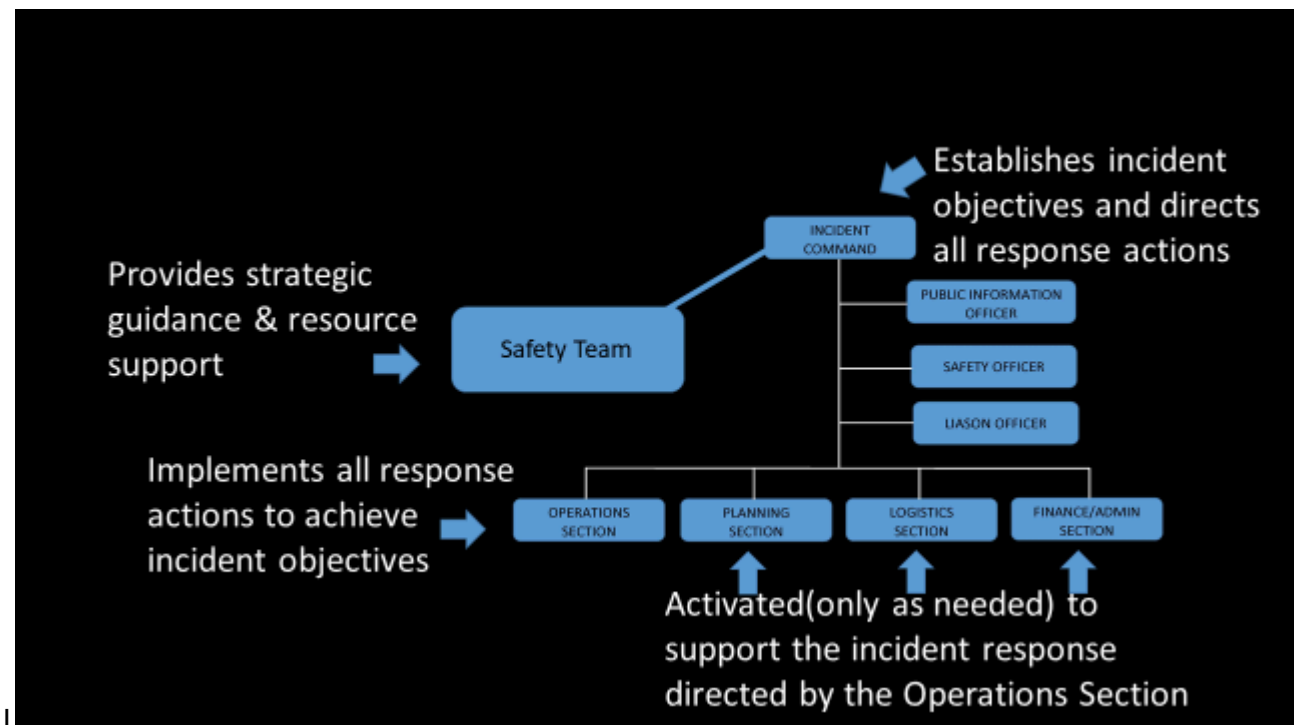 Establishes incident
objectives and directs
all response actions
INCIDENT
COMMAND
Provides strategic
guidance & resource
support
Safety Team
PUBLIC INFORMATION
OFFICER
SAFETY OFFICER
LIASON OFFICER
Implements all response
actions to achieve
incident objectives
OPERATIONS
SECTION
PLANNING
SECTION
LOGISTICS
SECTION
FINANCE/ADMIN
SECTION
Activated(only as needed) to
support the incident response
directed by the Operations Section